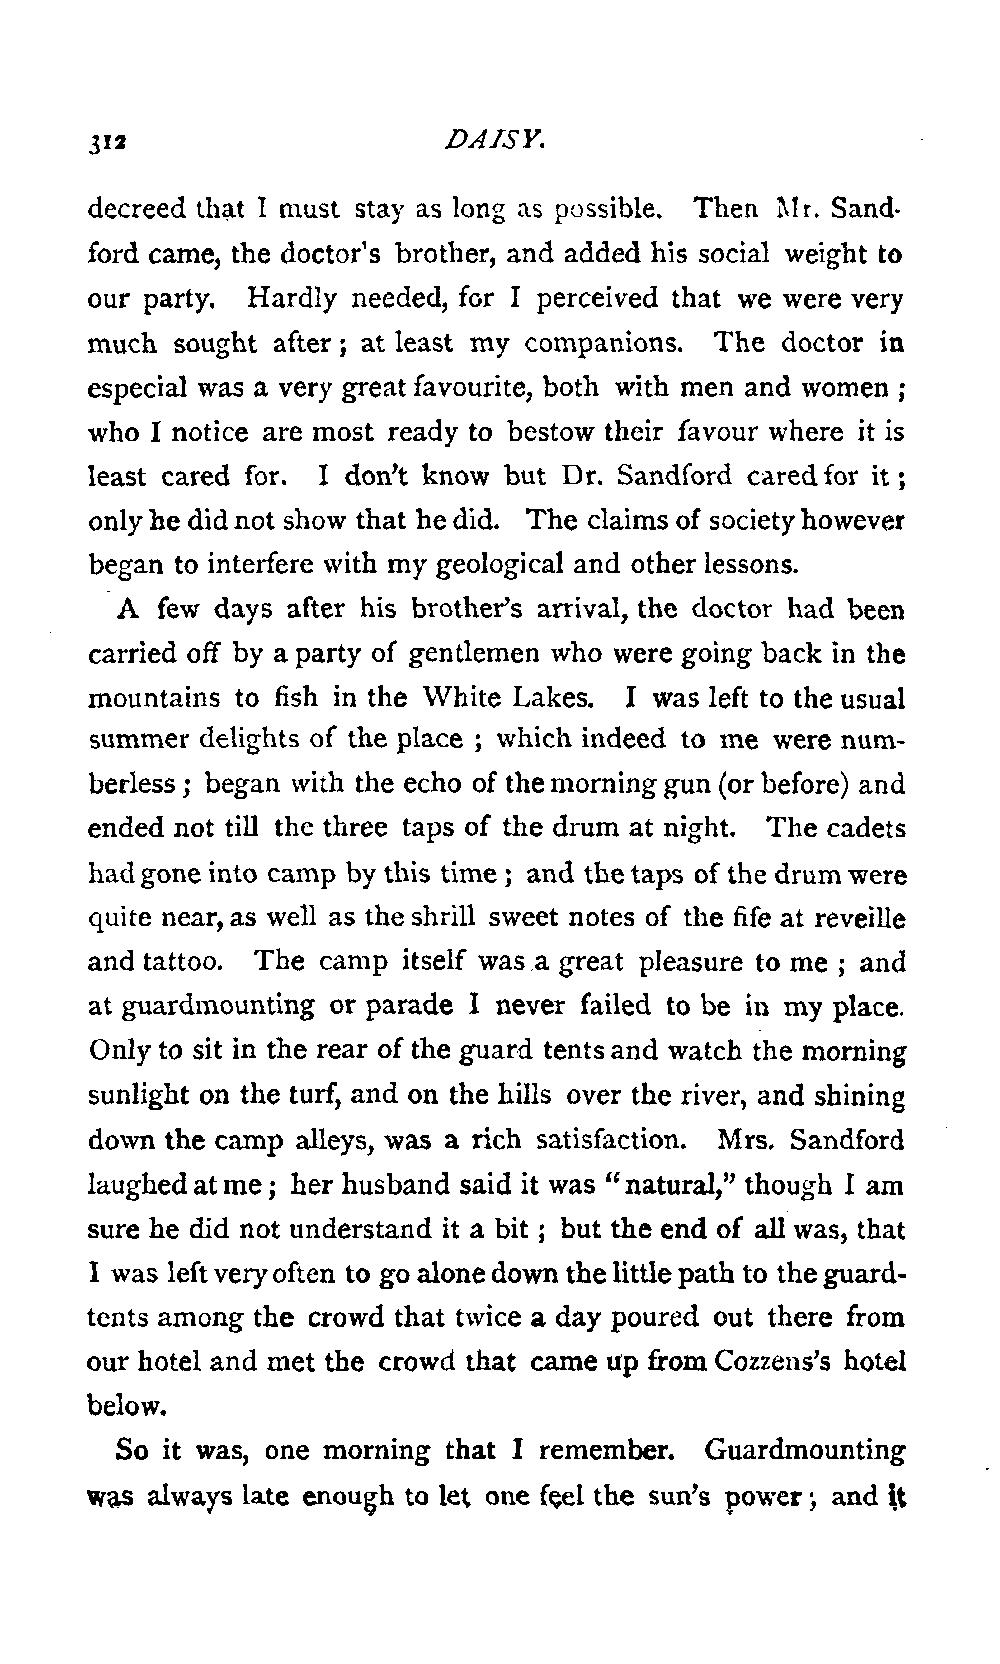 312 DAISY.
decreed that I must stay as long as possible. Then Mr. Sand-
ford came, the doctor's brother, and added his social weight to
our party. Hardly needed, for I perceived that we were very
much sought after; at least my companions. The doctor in
especial was a very great favourite, both with men and women;
who I notice are most ready to bestow their favour where it is
least cared for. I don't know but Dr. Sandford cared for it;
only he did not show that he did. The claims of society however
began to interfere with my geological and other lessons.
A few days after his brother's arrival, the doctor had been
carried off by a party of gentlemen who were going back in the
mountains to fish in the White Lakes. I was left to the usual
summer delights of the place; which indeed to me were num-
berless; began with the echo of the morning gun (or before) and
ended not till the three taps of the drum at night. The cadets
had gone into camp by this time; and the taps of the drum were
quite near, as well as the shrill sweet notes of the fife at reveille
and tattoo. The camp itself was a great pleasure to me; and
at guardmounting or parade I never failed to be in my place.
Only to sit in the rear of the guard tents and watch the morning
sunlight on the turf, and on the hills over the river, and shining
down the camp alleys, was a rich satisfaction. Mrs. Sandford
laughed at me; her husband said it was "natural," though I am
sure he did not understand it a bit; but the end of all was, that
I was left very often to go alone down the little path to the guard-
tents among the crowd that twice a day poured out there from
our hotel and met the crowd that came up from Cozzens's hotel
below.
So it was, one morning that I remember. Guardmounting
was always late enough to let one feel the sun's power; and it